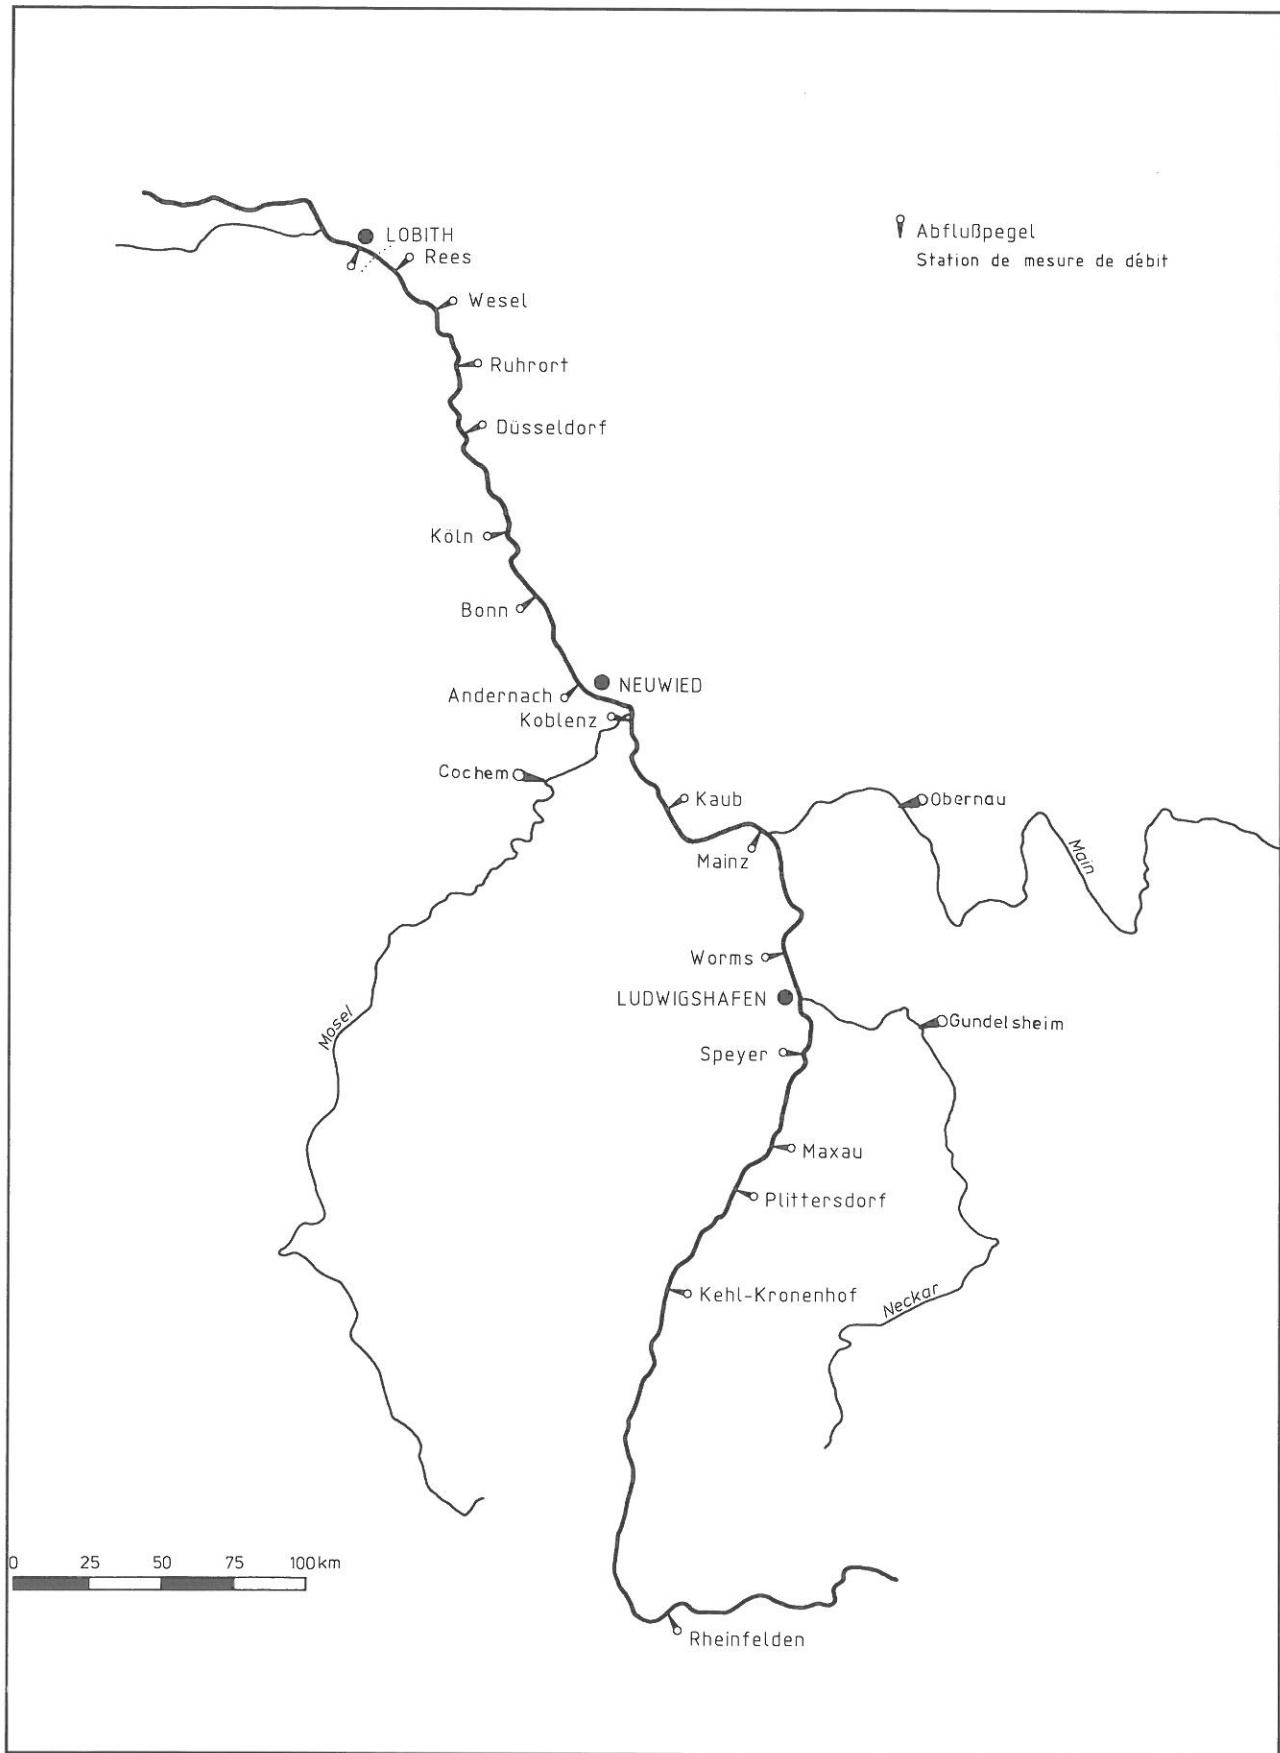 LOBITH
Abflußpegel
Rees
Station de mesure de débit
Wesel
Ruhrort
Düsseldorf
Köln
Bonn
NEUWIED
Andernach
Koblenz
Cochem
Kaub
Obernau
Main
Mainz
Worms
LUDWIGSHAFEN
Mosel
Gundelsheim
Speyer
Maxau
Plittersdorf
Kehl-Kronenhof
Neckar
0 25 50 75 100km
Rheinfelden